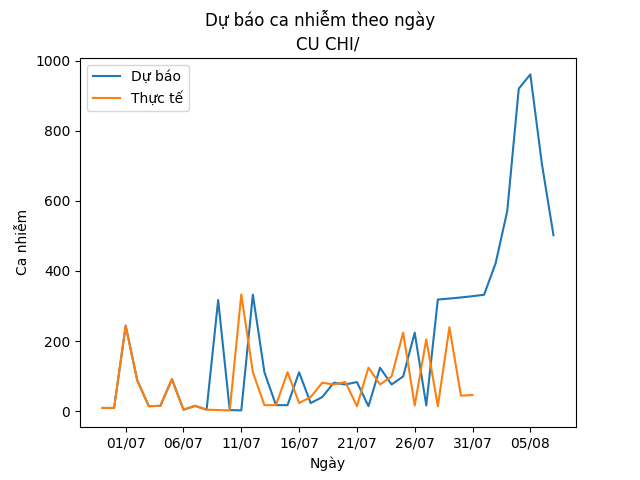 Dự báo ca nhiễm theo ngày
CU CHI/
Dự báo
Thực tế
1000
800
600
400
200
0
Ca nhiễm
01/07 06/07 11/07 16/07 21/07 26/07 31/07 05/08
Ngày